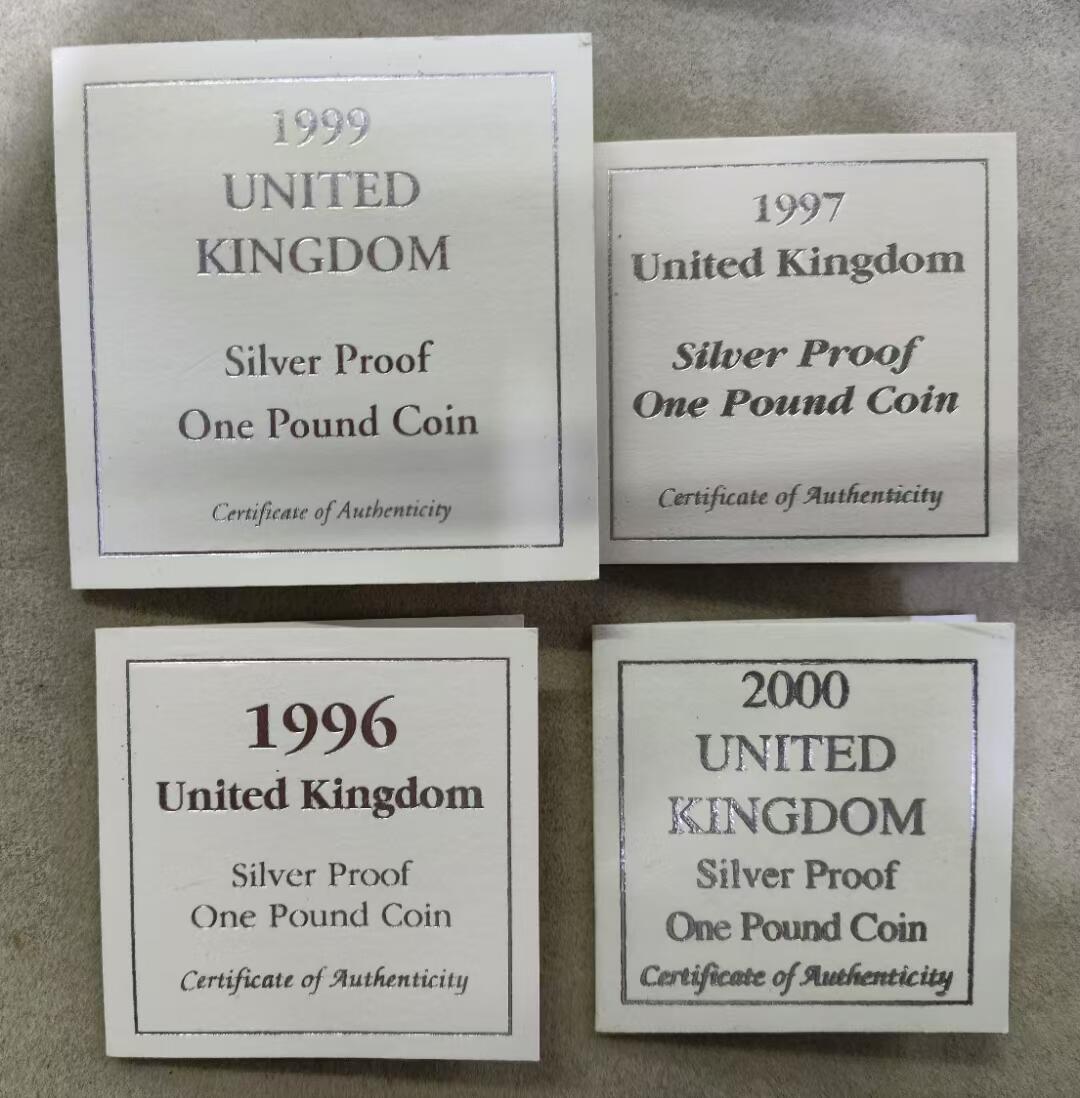 1999
UNITED
KINGDOM
Silver Proof
One Pound Coin
Certificate of Authenticity
1997
United Kingdom
Silver Proof
One Pound Coin
Certificate of Authenticity
1996
United Kingdom
Silver Proof
One Pound Coin
Certificate of Authenticity
2000
UNITED
KINGDOM
Silver Proof
One Pound Coin
Certificate of Authenticity